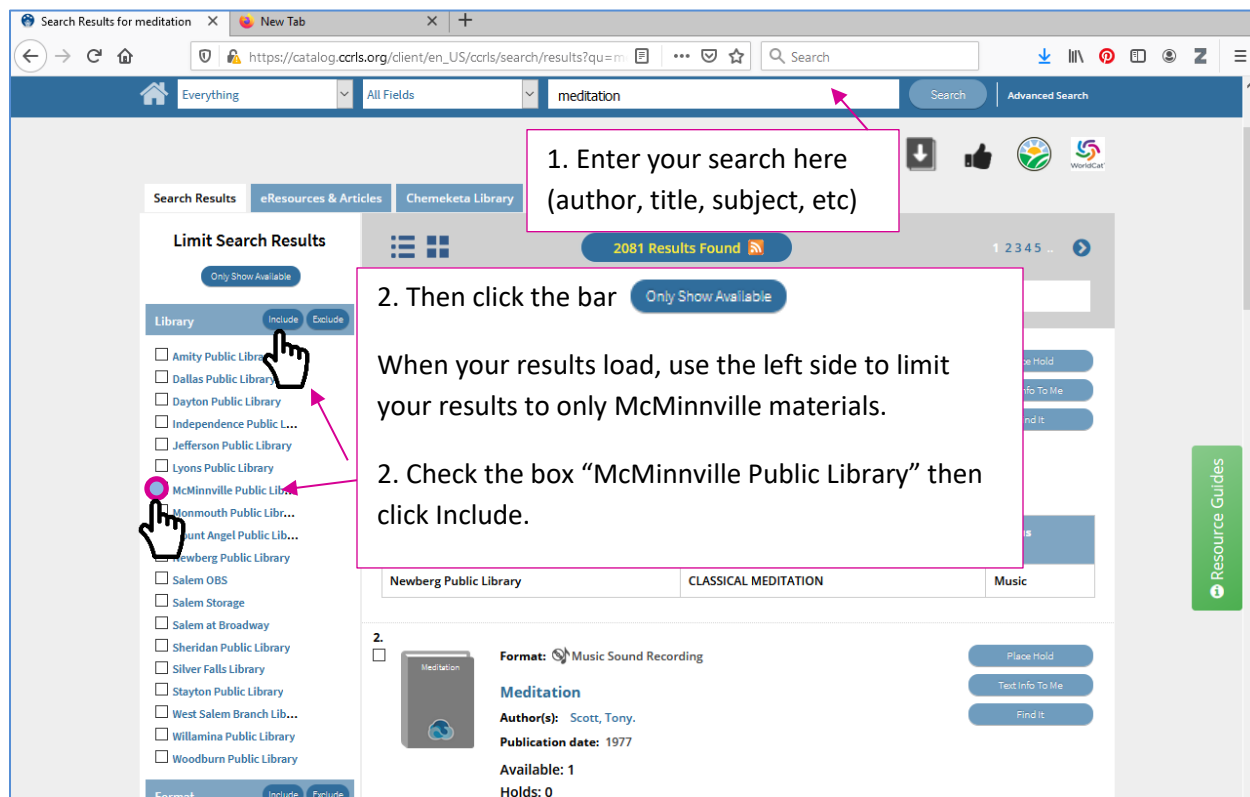 Search Results for meditation
New Tab
https://catalog.ccrls.org/client/en_US/ccrls/search/results?qu=m
Search
Everything
All Fields
meditation
Search
Advanced Search
1. Enter your search here
(author, title, subject, etc)
WorldCat
Search Results
eResources & Articles
Chemeketa Library
Limit Search Results
2081 Results Found
1 2 3 4 5 ..
Only Show Available
2. Then click the bar Only Show Available
When your results load, use the left side to limit
your results to only McMinnville materials.
2. Check the box “McMinnville Public Library” then
click Include.
Library
Include
Exclude
Amity Public Libra
Dallas Public Library
Dayton Public Library
Independence Public L...
Jefferson Public Library
Lyons Public Library
McMinnville Public Lib...
Monmouth Public Libr...
ount Angel Public Lib...
Newberg Public Library
Salem OBS
Salem Storage
Salem at Broadway
Sheridan Public Library
Silver Falls Library
Stayton Public Library
West Salem Branch Lib...
Willamina Public Library
Woodburn Public Library
Format
Include
Exclude
Hold
Info To Me
nd It
Newberg Public Library
CLASSICAL MEDITATION
Music
2.
Meditation
Format: Music Sound Recording
Meditation
Author(s): Scott, Tony.
Publication date: 1977
Available: 1
Holds: 0
Place Hold
Text Info To Me
Find It
Resource Guides